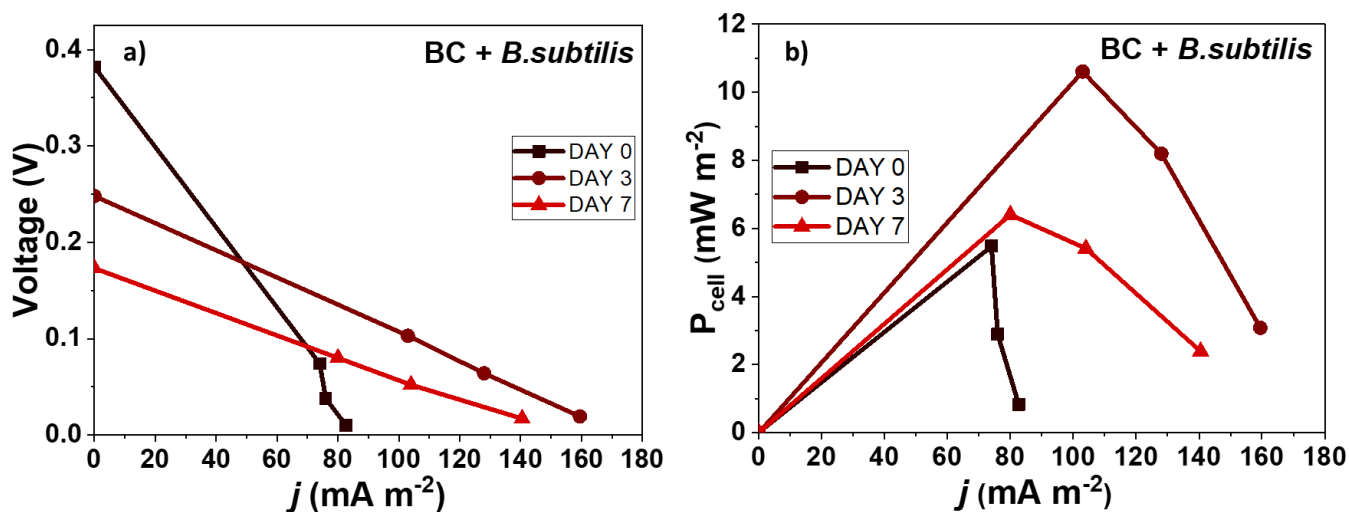 a)
BC + B.subtilis
DAY 0
DAY 3
DAY 7
Voltage (V)
0.4
0.3
0.2
0.1
0.0
0 20 40 60 80 100 120 140 160 180
j (mA m-2)
b)
BC + B.subtilis
DAY 0
DAY 3
DAY 7
Pcell (mW m-2)
12
10
8
6
4
2
0
0 20 40 60 80 100 120 140 160 180
j (mA m-2)